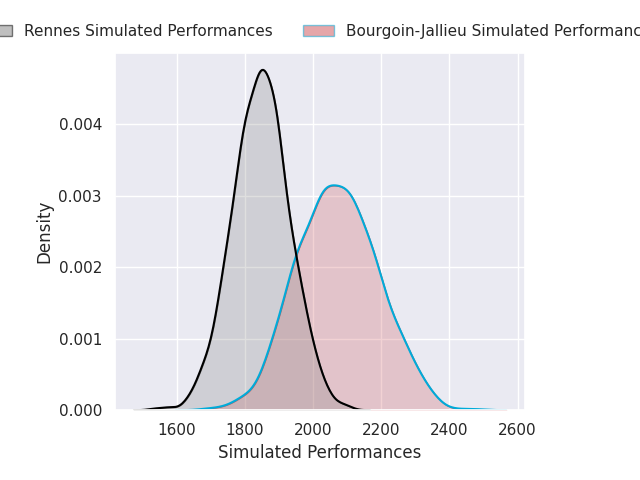 Rennes Simulated Performances
Bourgoin-Jallieu Simulated Performanc
Density
0.004
0.003
0.002
0.001
0.000
1600 1800 2000 2200 2400 2600
Simulated Performances